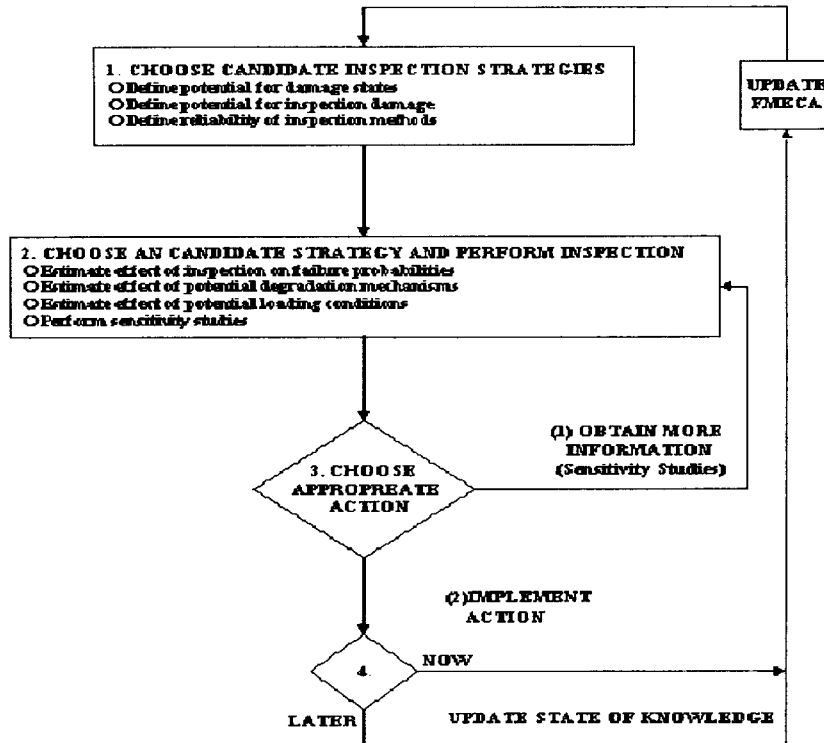 1. CHOOSE CANDIDATE INSPECTION STRATEGIES
O Define potential for damage states
O Define potential for inspection damage
O Define reliability of inspection methods
UPDATE
FMECA
2. CHOOSE AN CANDIDATE STRATEGY AND PERFORM INSPECTION
O Estimate effect of inspection on failure probabilities
O Estimate effect of potential degradation mechanisms
O Estimate effect of potential loading conditions
O Perform sensitivity studies
(1) OBTAIN MORE
INFORMATION
(Sensitivity Studies)
3. CHOOSE
APPROPREATE
ACTION
(2)IMPLEMENT
ACTION
4.
NOW
LATER
UPDATE STATE OF KNOWLEDGE